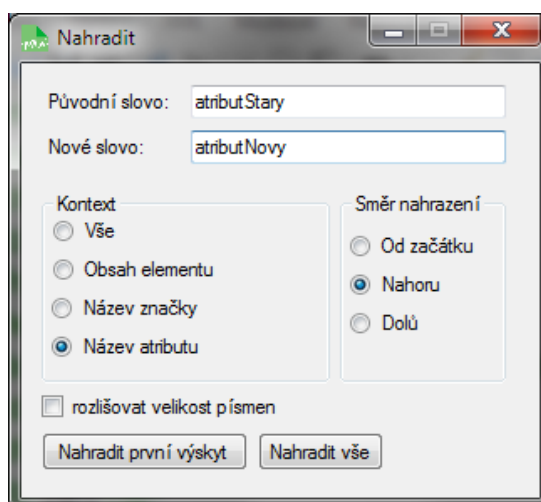 Nahradit
Původní slovo: atributStary
Nové slovo: atributNovy
Kontext
Vše
Obsah elementu
Název značky
Název atributu
Směr nahrazení
Od začátku
Nahoru
Dolů
rozlišovat velikost písmen
Nahradit první výskyt Nahradit vše